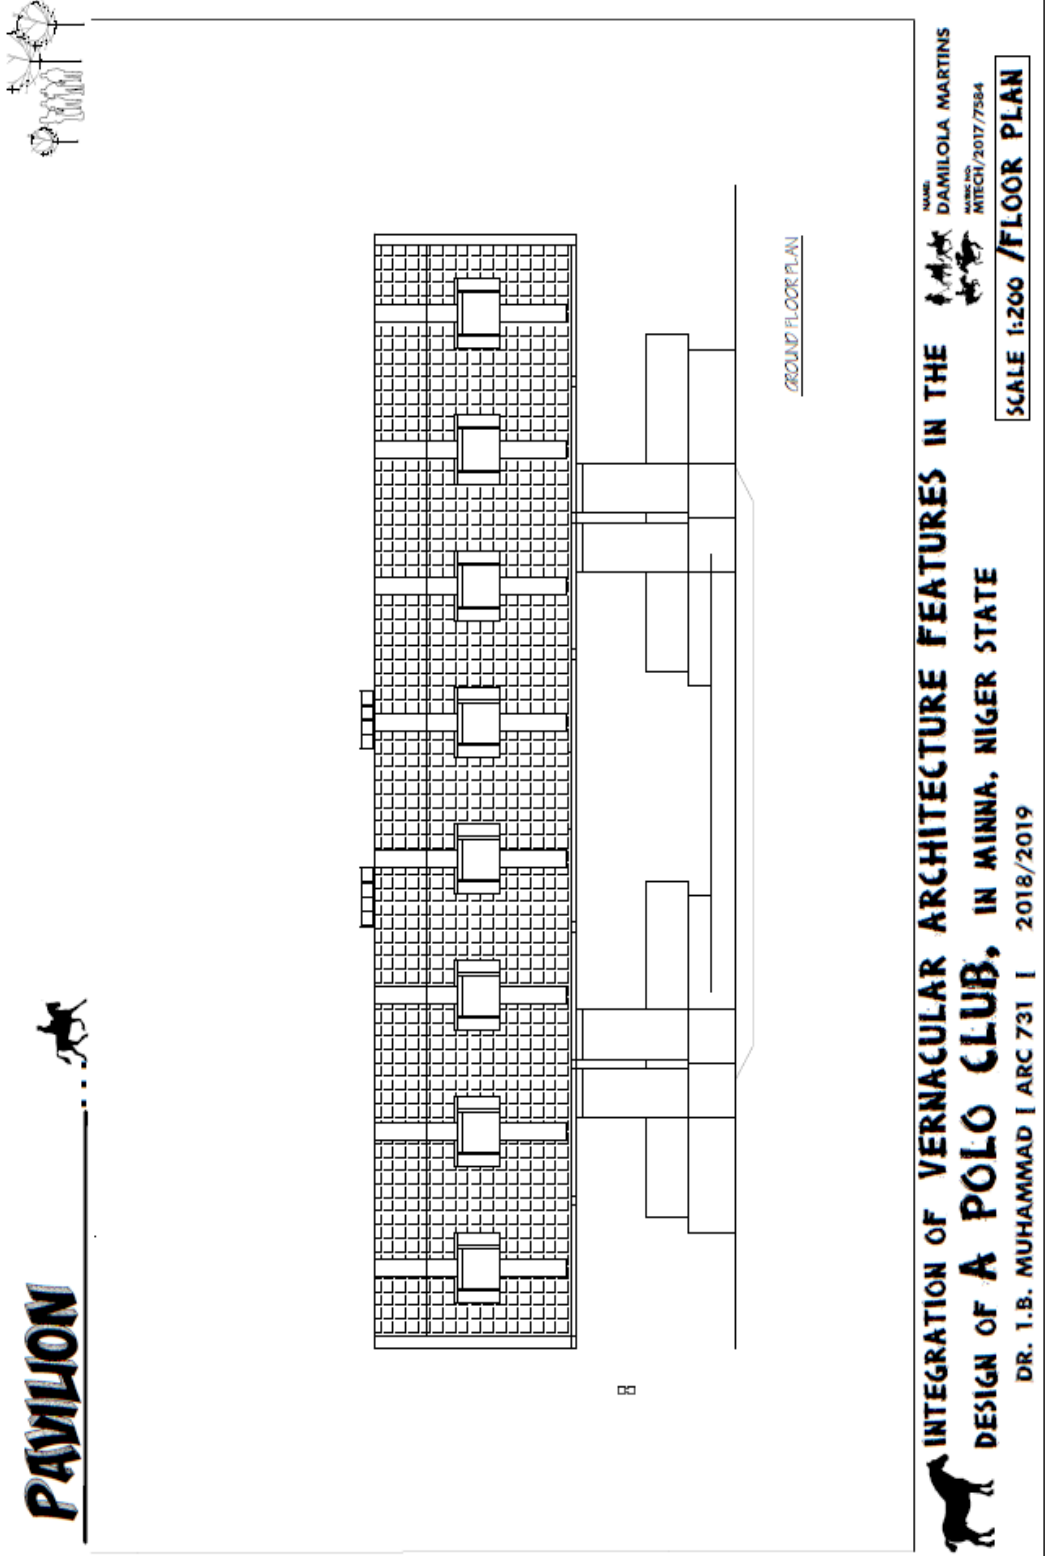 PAVILION
GROUND FLOOR PLAN
INTEGRATION OF VERNACULAR ARCHITECTURE FEATURES IN THE
DESIGN OF A POLO CLUB, IN MINNA, NIGER STATE
DR. I.B. MUHAMMAD | ARC 731 | 2018/2019
NAME:
DAMILOLA MARTINS
MATRIC NO:
MTECH/2017/7584
SCALE 1:200 /FLOOR PLAN